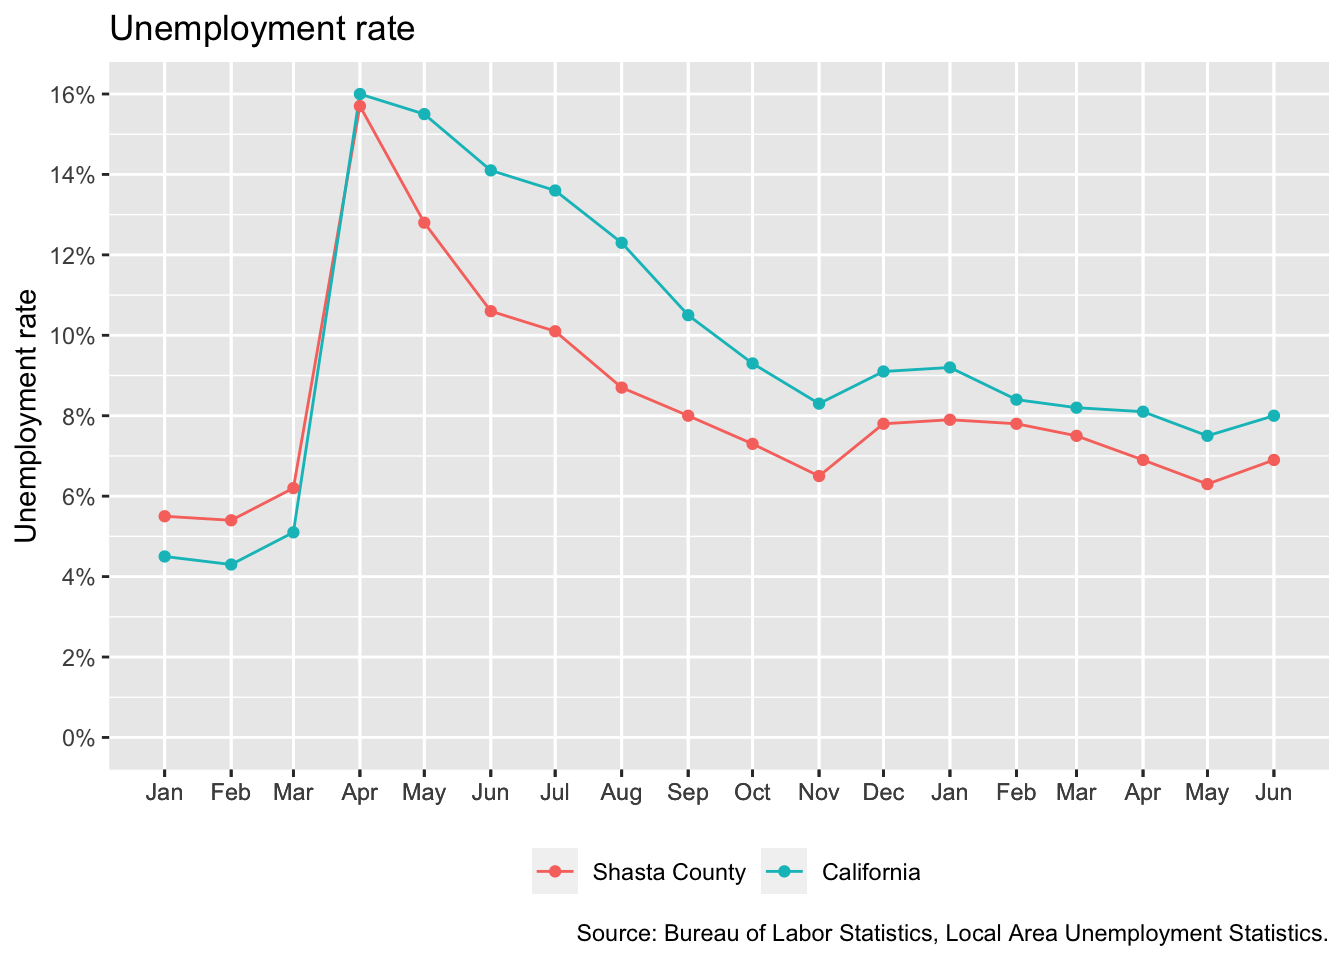 Unemployment rate
Unemployment rate
16%
14%
12%
10%
8%
6%
4%
2%
0%
Jan Feb Mar Apr May Jun Jul Aug Sep Oct Nov Dec Jan Feb Mar Apr May Jun
Shasta County California
Source: Bureau of Labor Statistics, Local Area Unemployment Statistics.